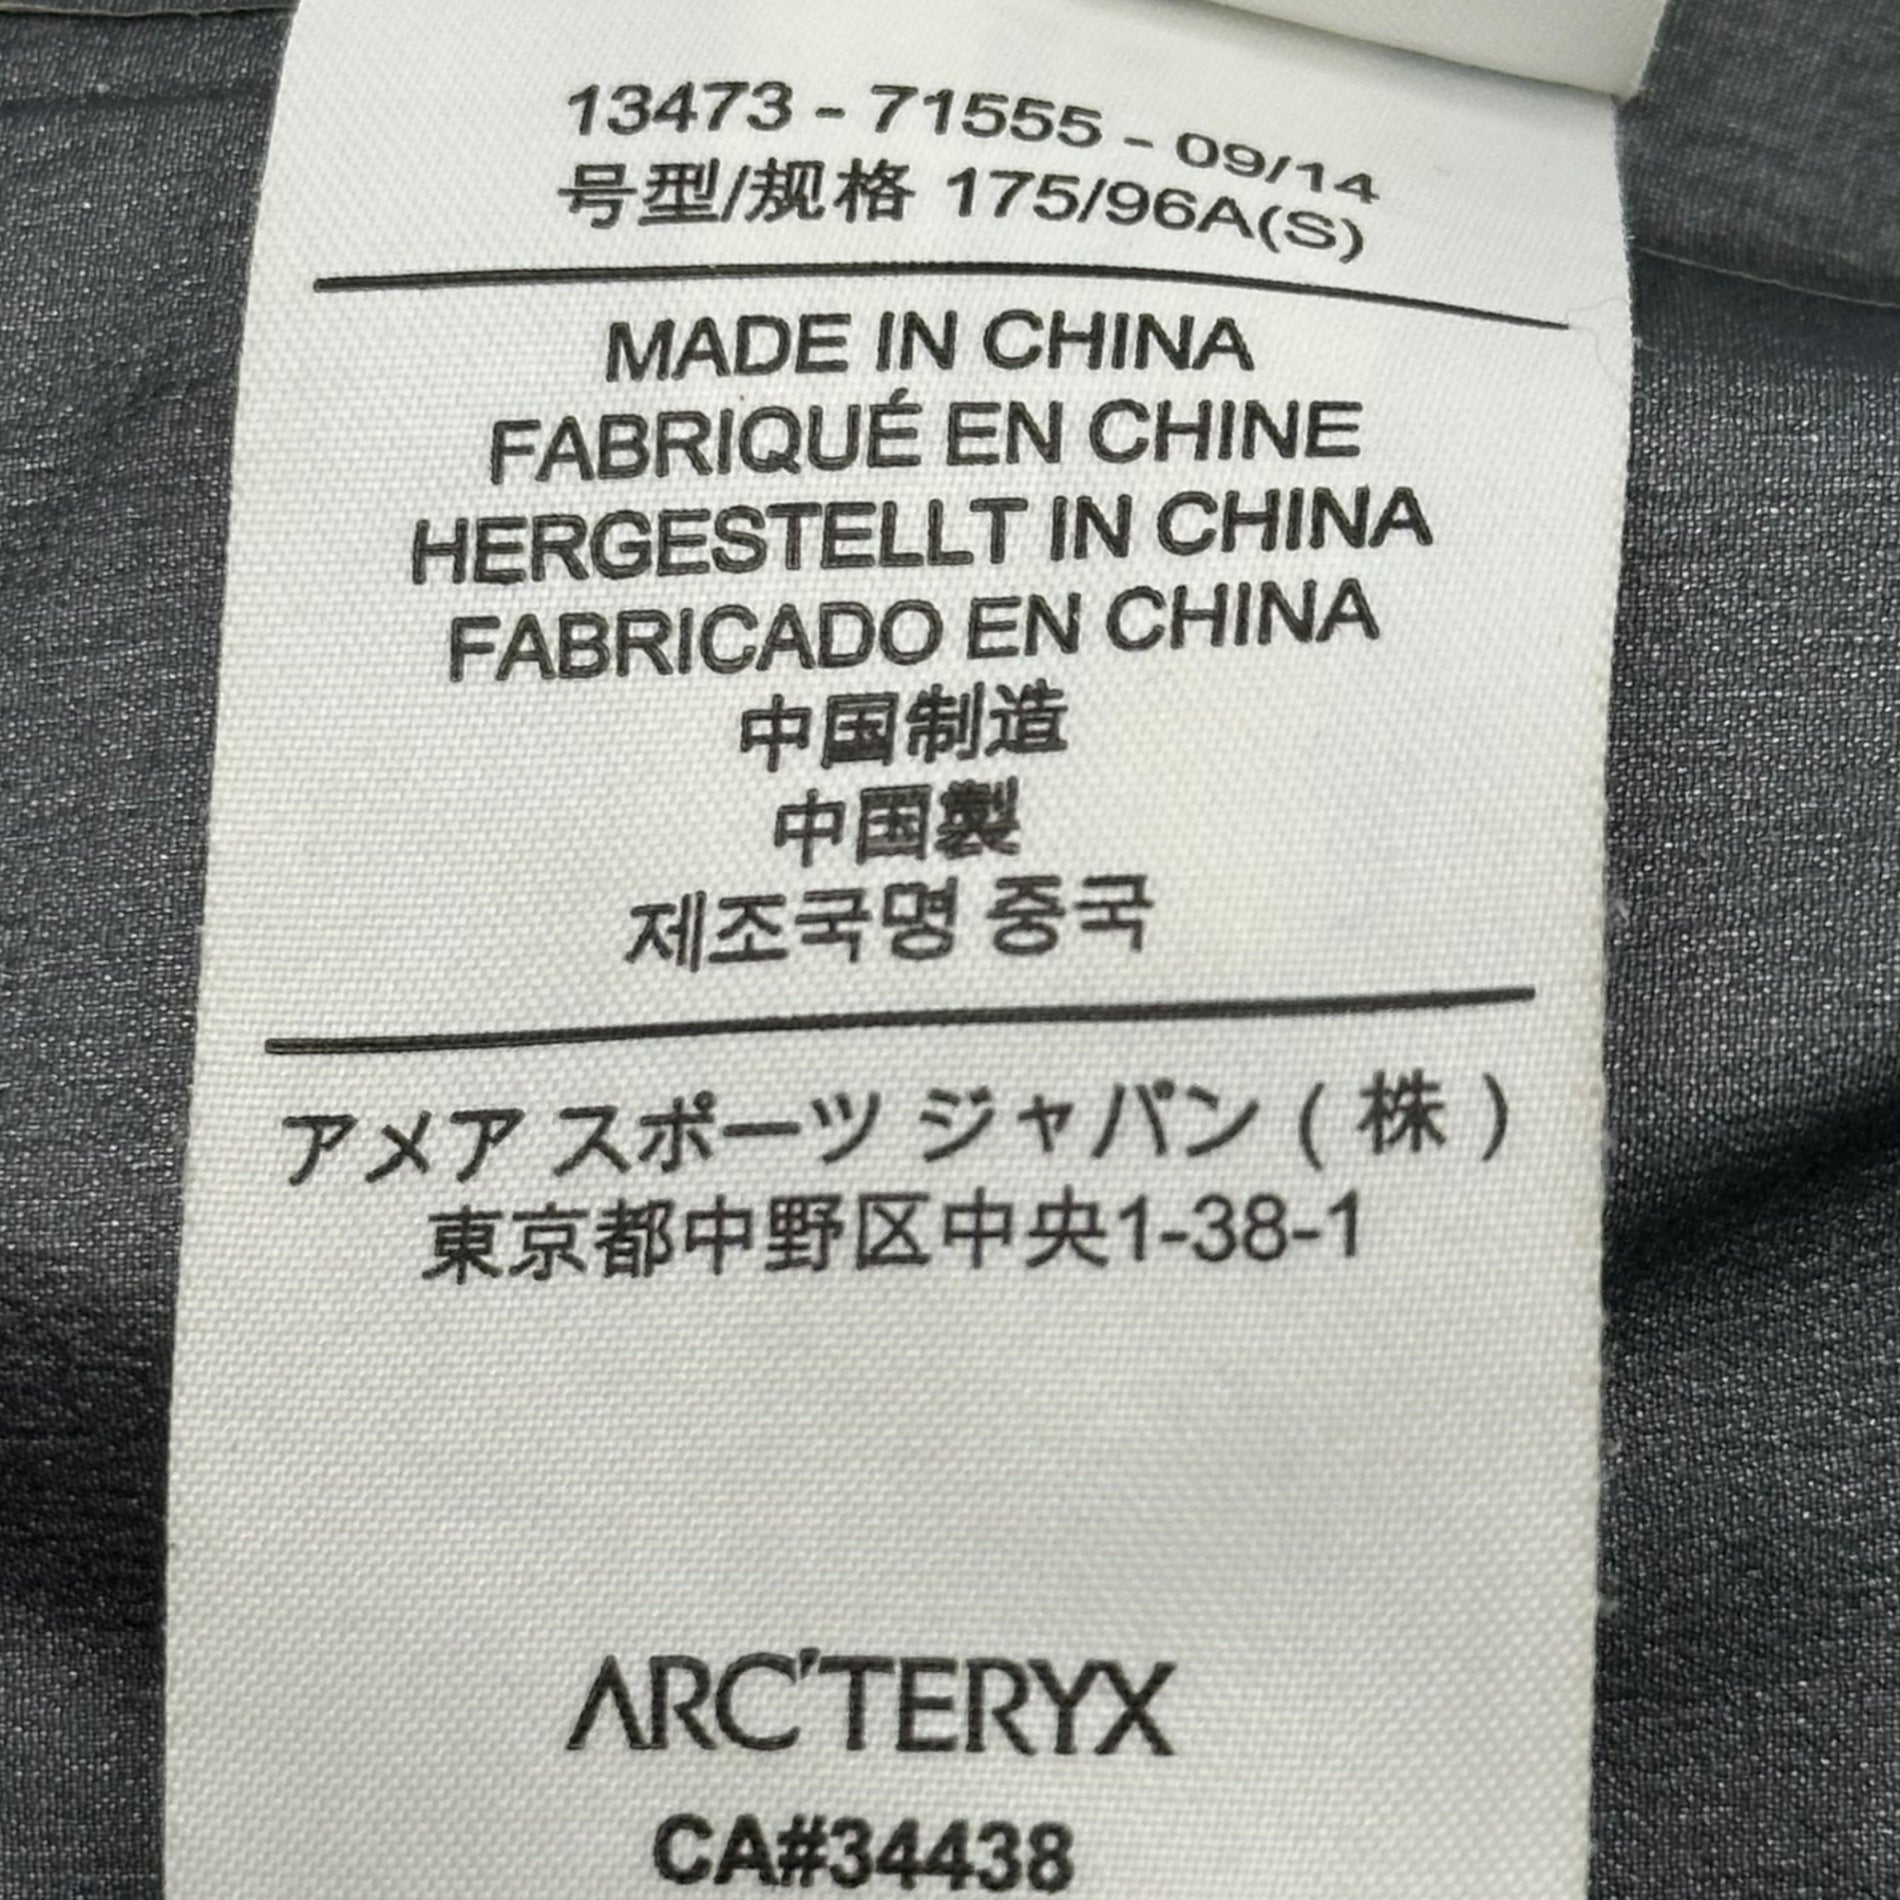 13473 - 71555 - 09/14
号型/规格 175/96A(S)
MADE IN CHINA
FABRIQUÉ EN CHINE
HERGESTELLT IN CHINA
FABRICADO EN CHINA
中国制造
中国製
제조국명 중국
アメア スポーツ ジャパン ( 株 )
東京都中野区中央1-38-1
ARC'TERYX
CA#34438